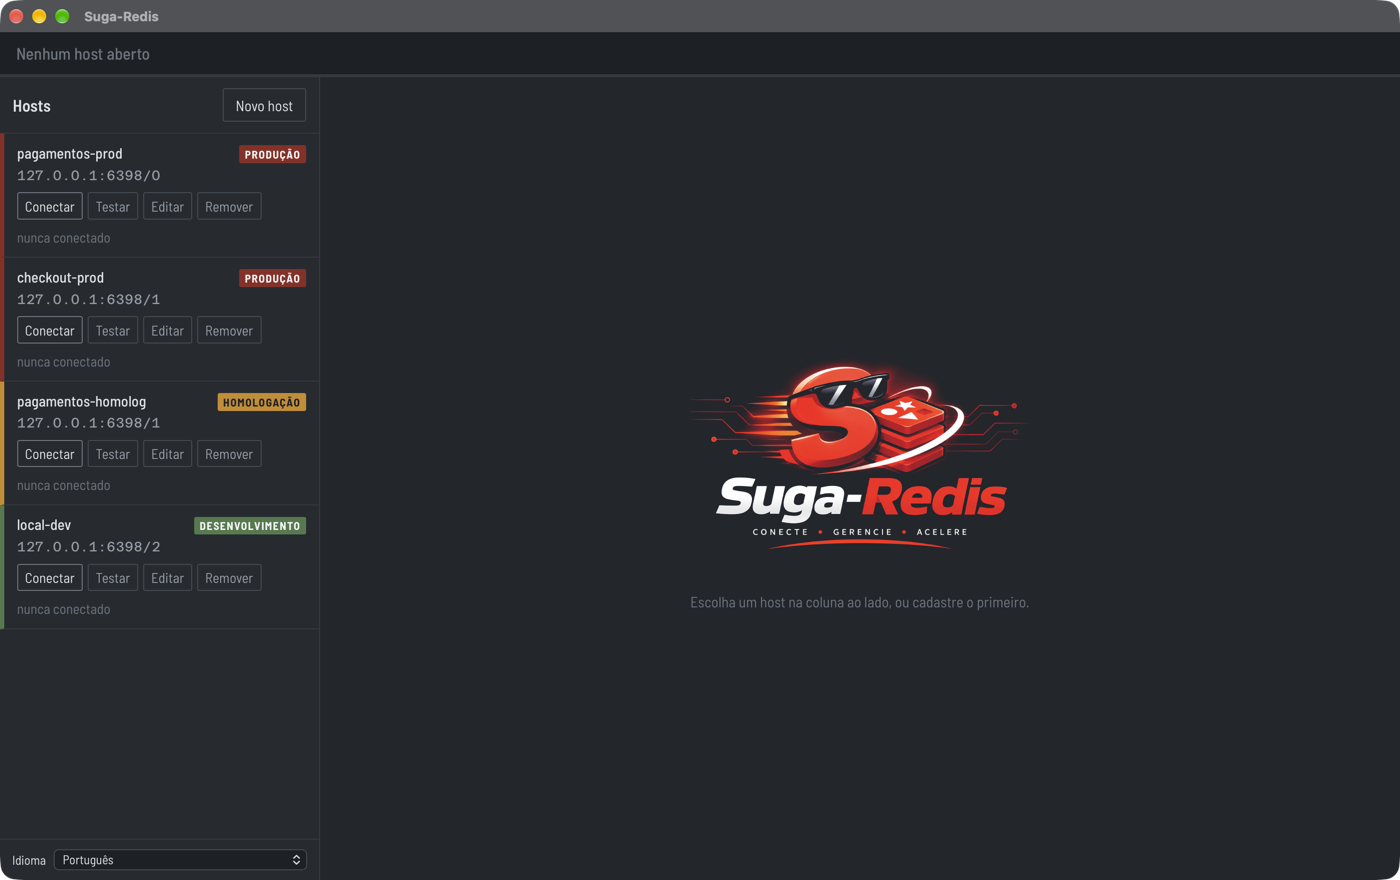 Suga-Redis
Nenhum host aberto
Hosts
Novo host
pagamentos-prod
PRODUÇÃO
127.0.0.1:6398/0
Conectar Testar Editar Remover
nunca conectado
checkout-prod
PRODUÇÃO
127.0.0.1:6398/1
Conectar Testar Editar Remover
nunca conectado
pagamentos-homolog
HOMOLOGAÇÃO
127.0.0.1:6398/1
Conectar Testar Editar Remover
nunca conectado
local-dev
DESENVOLVIMENTO
127.0.0.1:6398/2
Conectar Testar Editar Remover
nunca conectado
Idioma Português
S
Suga-Redis
CONECTE • GERENCIE • ACELERE
Escolha um host na coluna ao lado, ou cadastre o primeiro.